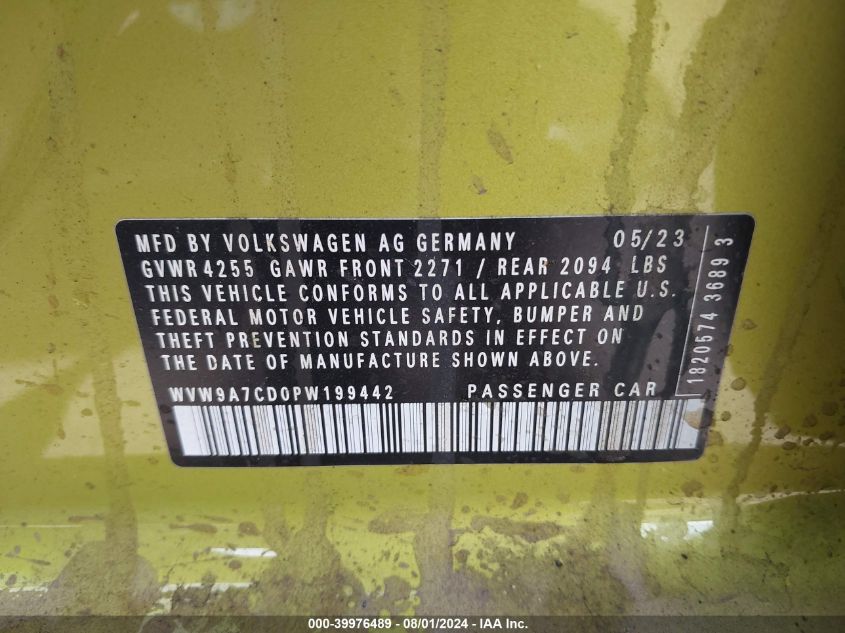 MFD BY VOLKSWAGEN AG GERMANY 05/23
GVWR 4255 GAWR FRONT 2271 / REAR 2094 LBS
THIS VEHICLE CONFORMS TO ALL APPLICABLE U.S.
FEDERAL MOTOR VEHICLE SAFETY, BUMPER AND
THEFT PREVENTION STANDARDS IN EFFECT ON
THE DATE OF MANUFACTURE SHOWN ABOVE.
WVW9A7CD0PW199442 PASSENGER CAR
1820574 36893
000-39976489 - 08/01/2024 - IAA Inc.